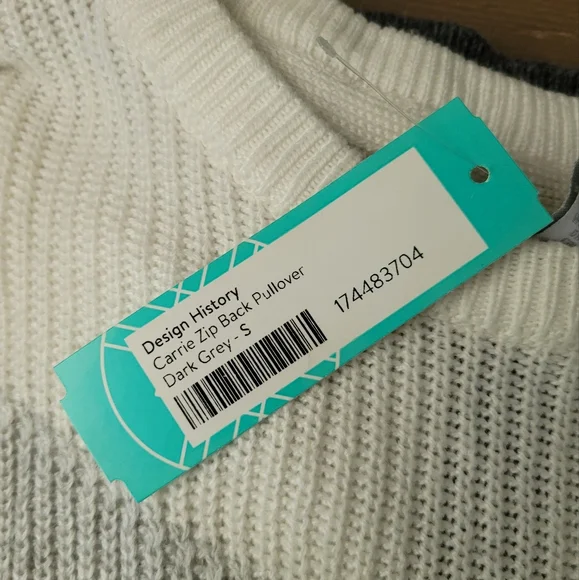 Design History
Carrie Zip Back Pullover
Dark Grey - S
174483704